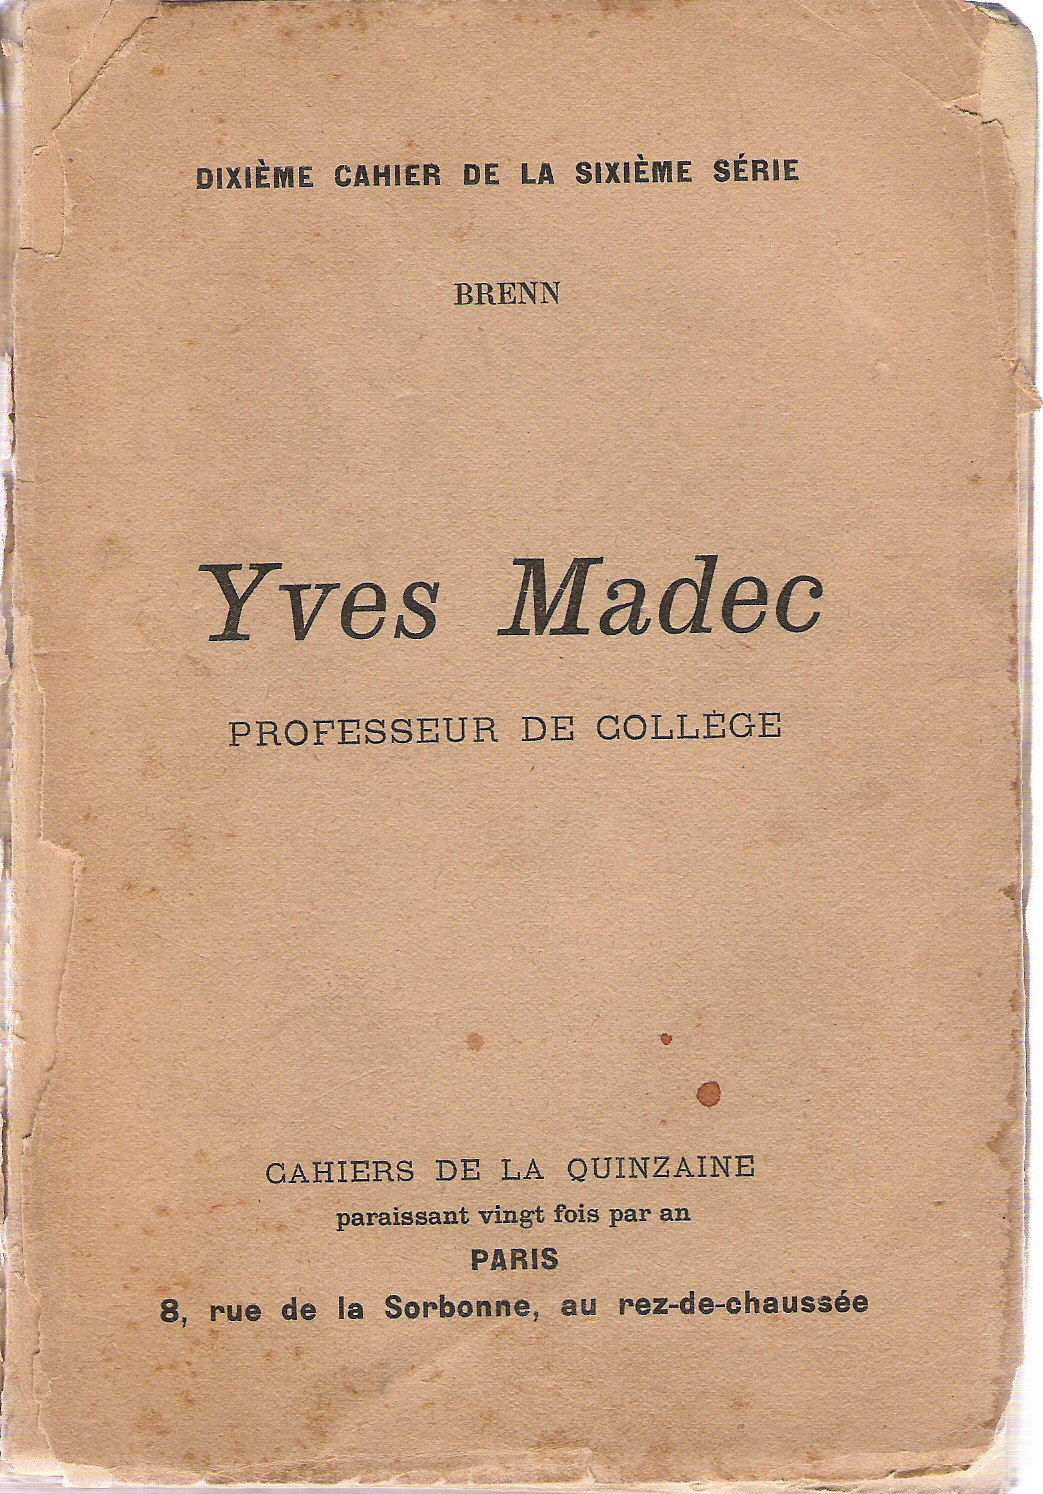 DIXIÈME CAHIER DE LA SIXIÈME SÉRIE
BRENN
Yves Madec
PROFESSEUR DE COLLÈGE
CAHIERS DE LA QUINZAINE
paraissant vingt fois par an
PARIS
8, rue de la Sorbonne, au rez-de-chaussée